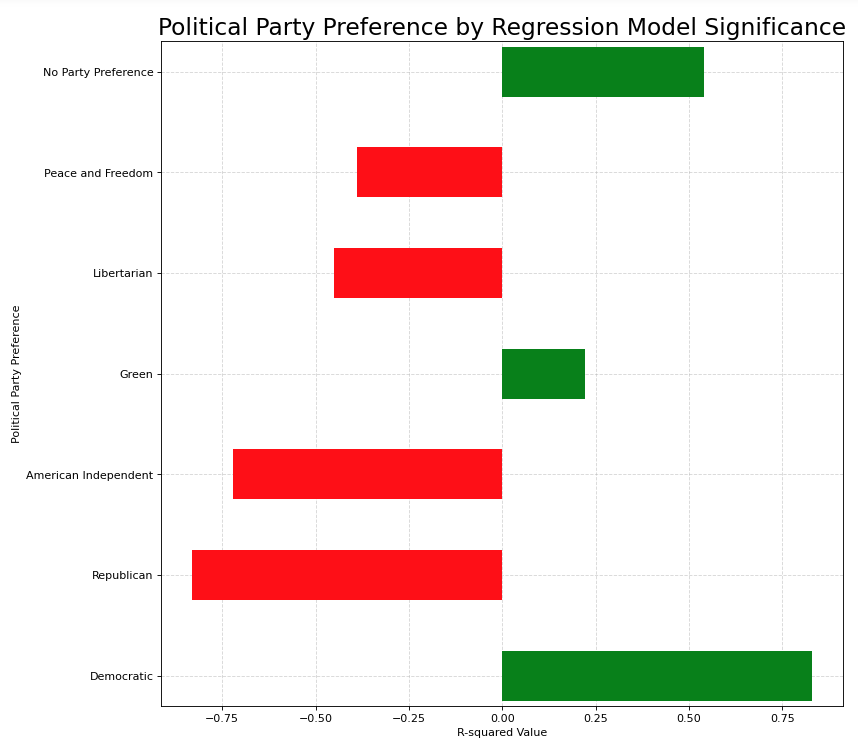 Political Party Preference by Regression Model Significance
No Party Preference
Peace and Freedom
Libertarian
Green
American Independent
Republican
Democratic
Political Party Preference
−0.75
−0.50
−0.25
0.00
0.25
0.50
0.75
R-squared Value